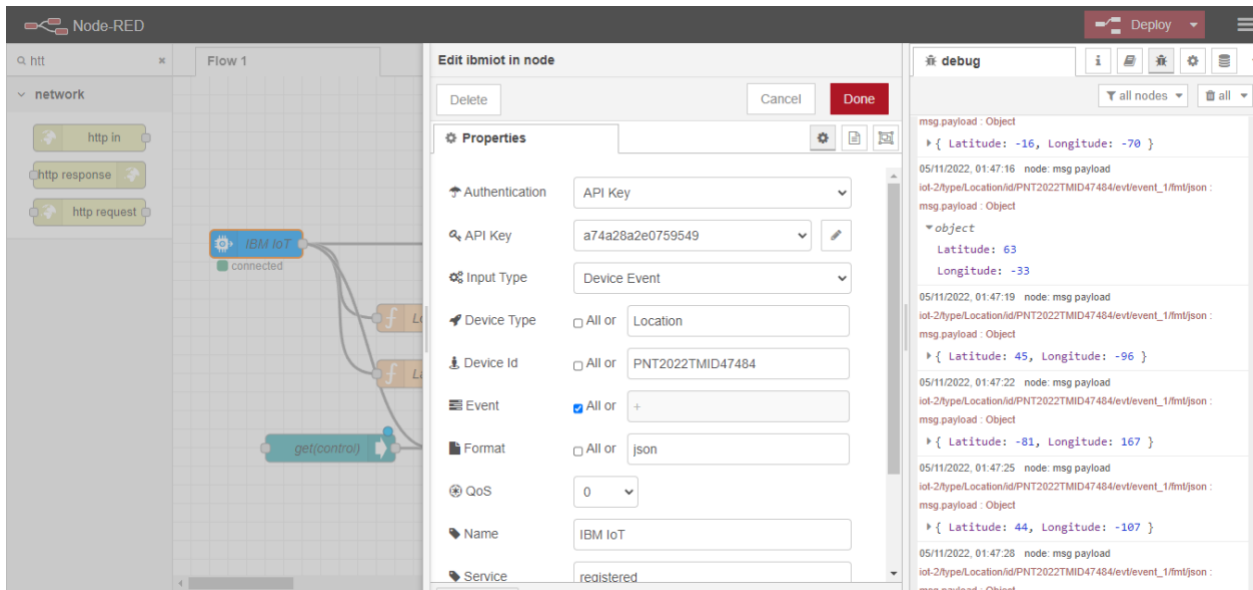 Node-RED
Deploy
htt
Flow 1
network
http in
http response
http request
IBM IoT
connected
get(control)
Edit ibmiot in node
Delete
Cancel
Done
Properties
Authentication
API Key
API Key
a74a28a2e0759549
Input Type
Device Event
Device Type
All or
Location
Device Id
All or
PNT2022TMID47484
Event
All or
+
Format
All or
json
QoS
0
Name
IBM IoT
Service
registered
debug
i
all nodes
all
msg.payload : Object
{ Latitude: -16, Longitude: -70 }
05/11/2022, 01:47:16 node: msg payload
iot-2/type/Location/id/PNT2022TMID47484/evt/event_1/fmt/json :
msg.payload : Object
object
Latitude: 63
Longitude: -33
05/11/2022, 01:47:19 node: msg payload
iot-2/type/Location/id/PNT2022TMID47484/evt/event_1/fmt/json :
msg.payload : Object
{ Latitude: 45, Longitude: -96 }
05/11/2022, 01:47:22 node: msg payload
iot-2/type/Location/id/PNT2022TMID47484/evt/event_1/fmt/json :
msg.payload : Object
{ Latitude: -81, Longitude: 167 }
05/11/2022, 01:47:25 node: msg payload
iot-2/type/Location/id/PNT2022TMID47484/evt/event_1/fmt/json :
msg.payload : Object
{ Latitude: 44, Longitude: -107 }
05/11/2022, 01:47:28 node: msg payload
iot-2/type/Location/id/PNT2022TMID47484/evt/event_1/fmt/json :
msg.payload : Object